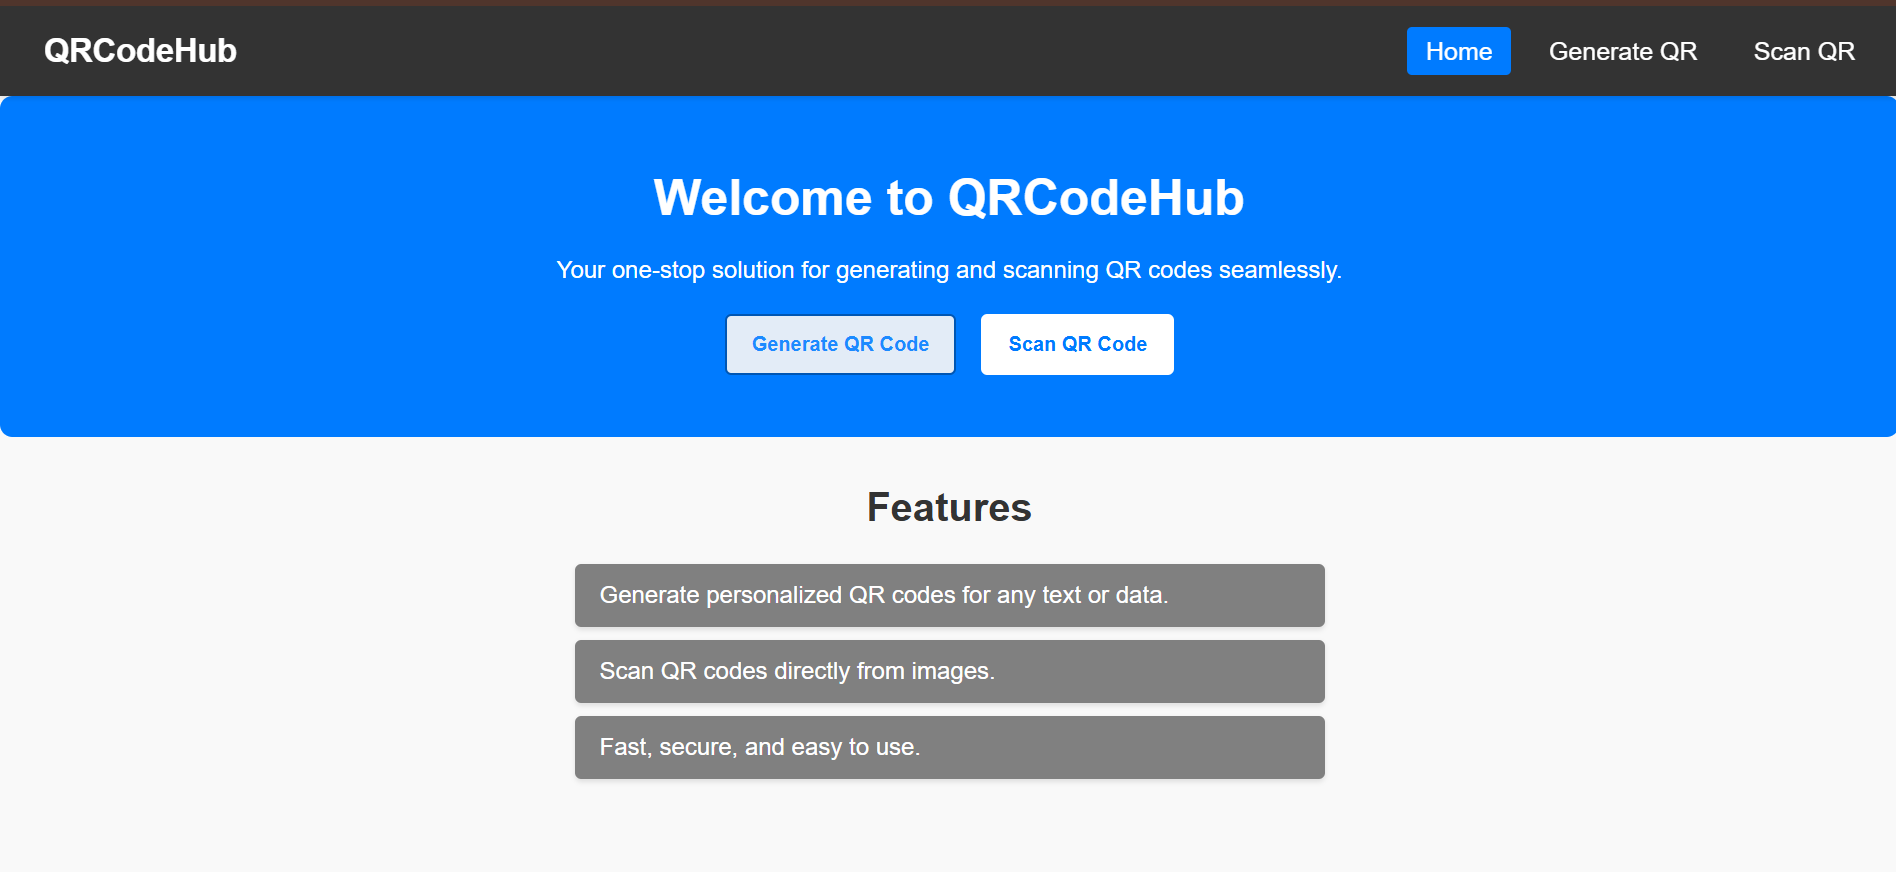 QRCodeHub
Home Generate QR Scan QR
Welcome to QRCodeHub
Your one-stop solution for generating and scanning QR codes seamlessly.
Generate QR Code Scan QR Code
Features
Generate personalized QR codes for any text or data.
Scan QR codes directly from images.
Fast, secure, and easy to use.